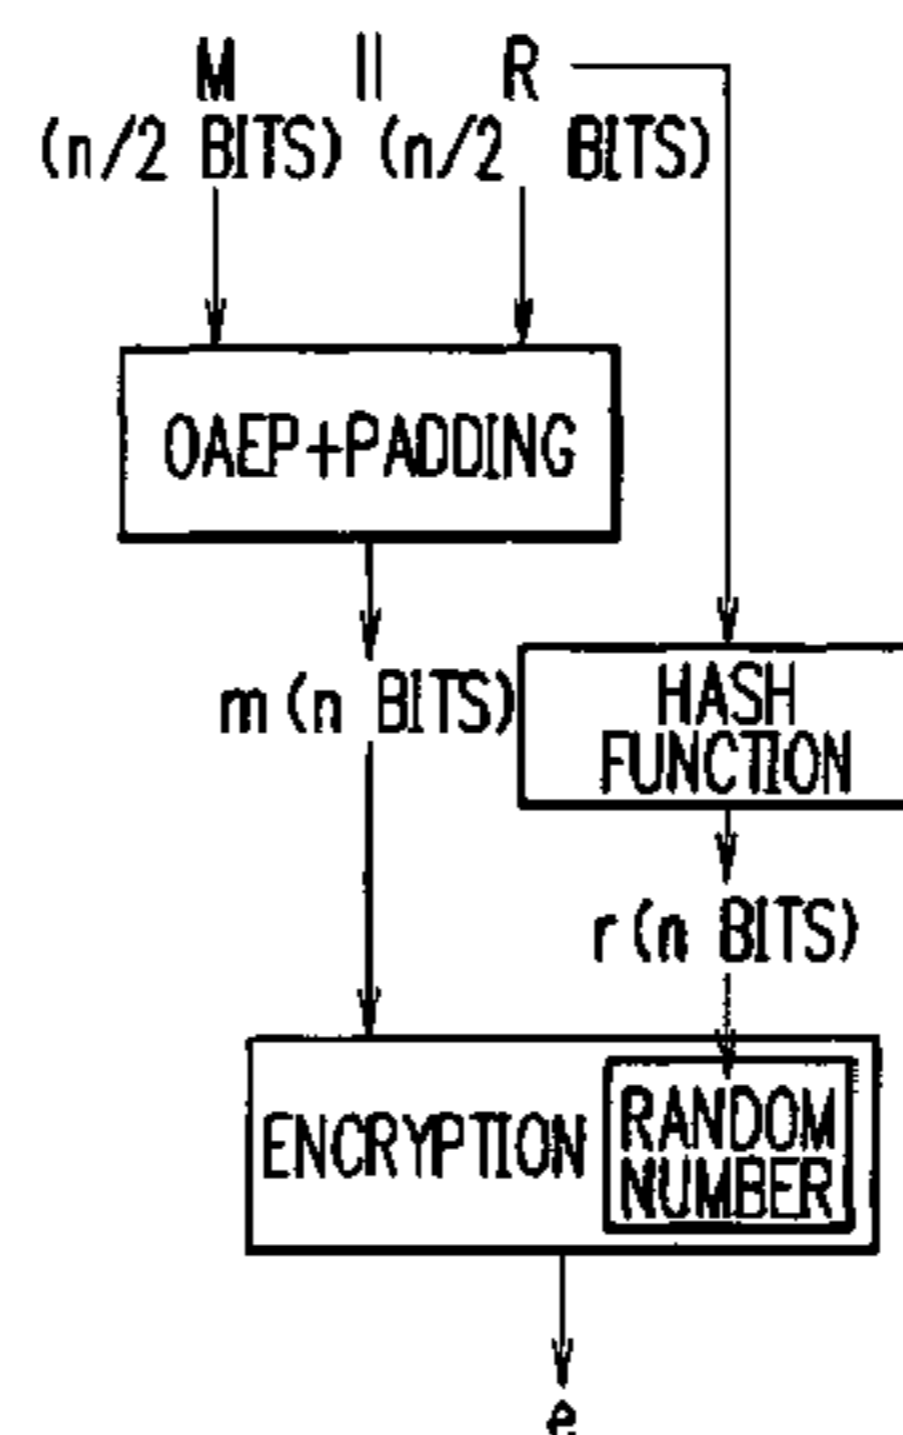 M || R
(n/2 BITS) (n/2 BITS)
OAEP+PADDING
m(n BITS)
HASH
FUNCTION
r(n BITS)
ENCRYPTION
RANDOM
NUMBER
e